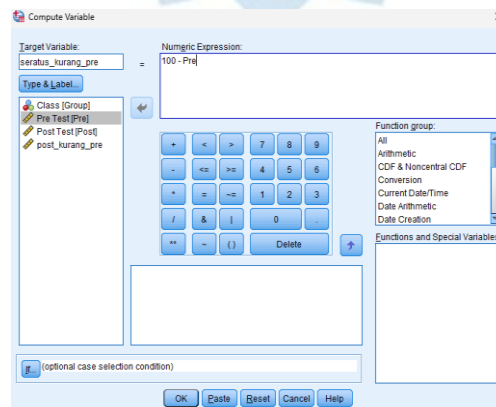 Compute Variable
Target Variable:
seratus_kurang_pre
=
Numeric Expression:
100 - Pre
Type & Label...
Class [Group]
Pre Test [Pre]
Post Test [Post]
post_kurang_pre
+ < > 7 8 9
- <= >= 4 5 6
* = ~= 1 2 3
/ & | 0 .
** ~ ( ) Delete
Function group:
All
Arithmetic
CDF & Noncentral CDF
Conversion
Current Date/Time
Date Arithmetic
Date Creation
Functions and Special Variable
If... (optional case selection condition)
OK Paste Reset Cancel Help